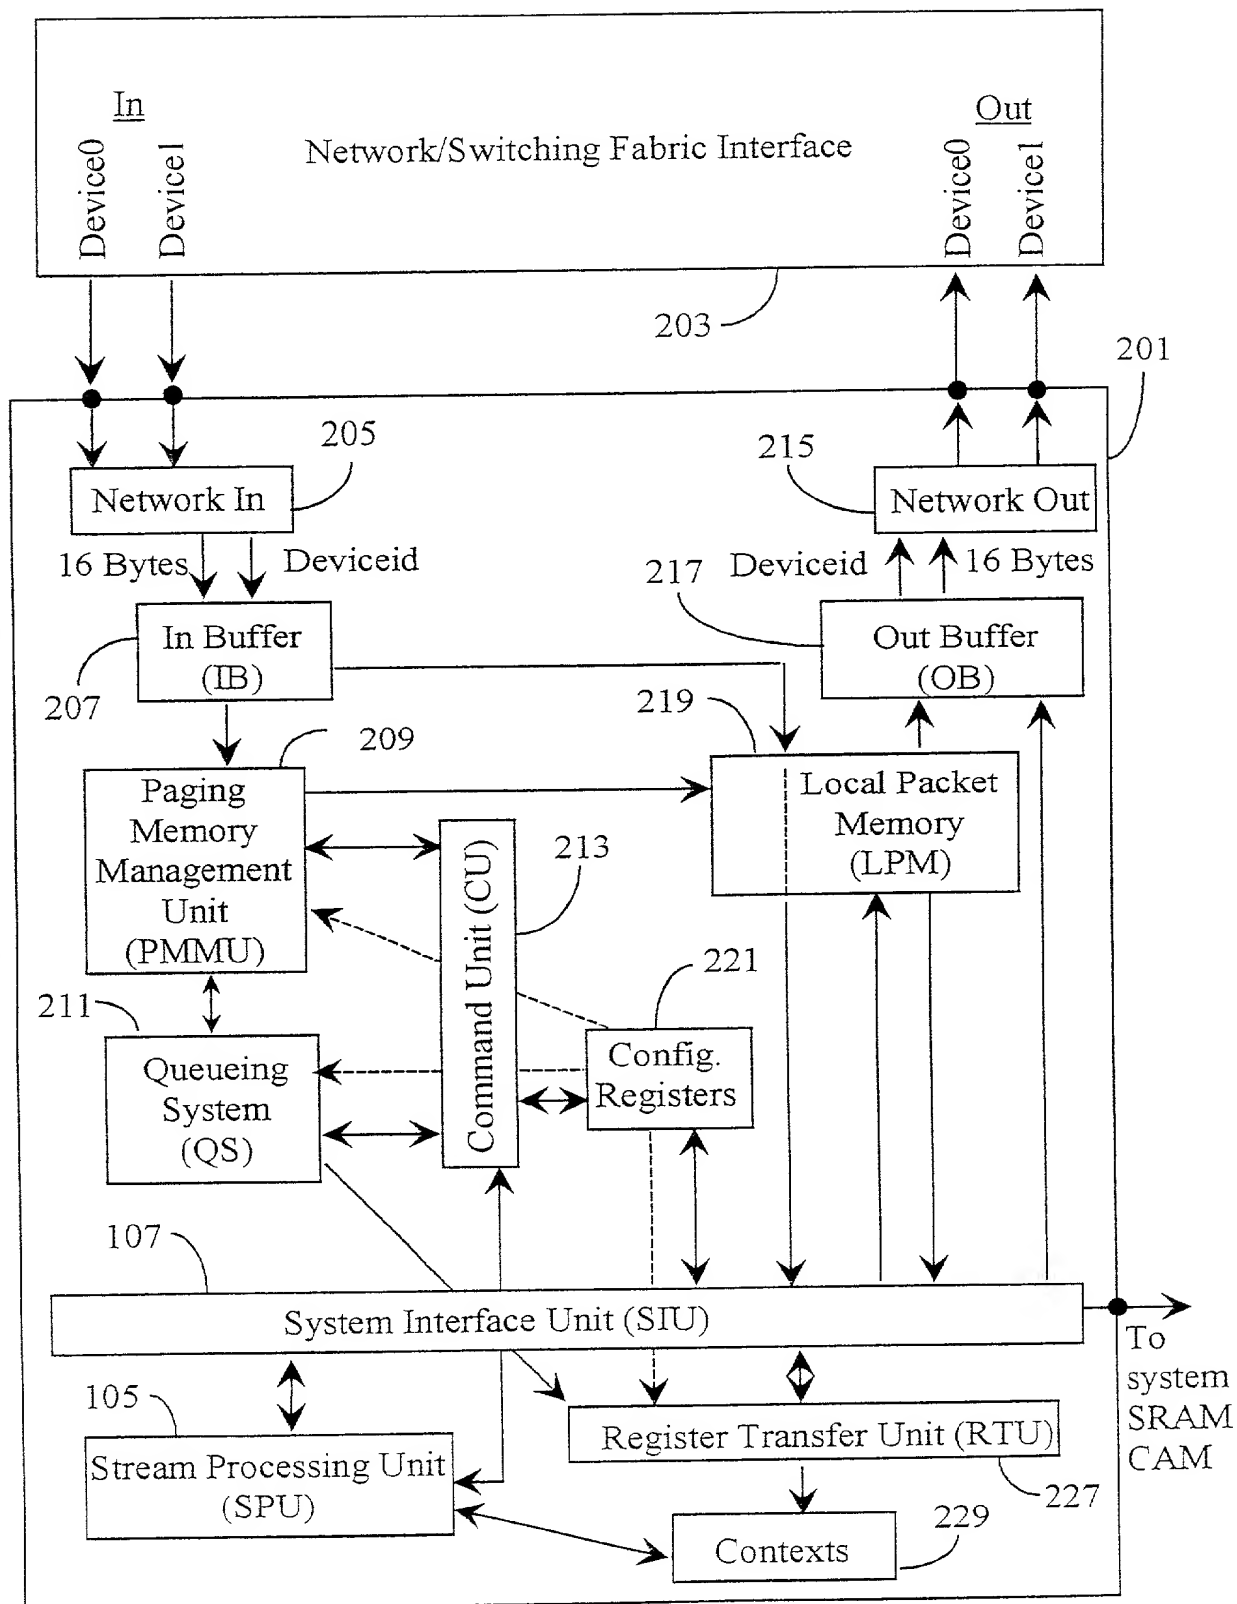 In
Out
Network/Switching Fabric Interface
Device0
Device1
Device0
Device1
203
201
205
215
Network In
Network Out
16 Bytes
Deviceid
Deviceid
16 Bytes
217
In Buffer
(IB)
Out Buffer
(OB)
207
219
209
Paging
Memory
Management
Unit
(PMMU)
Local Packet
Memory
(LPM)
213
Command Unit (CU)
221
211
Queueing
System
(QS)
Config.
Registers
107
System Interface Unit (SIU)
To
system
SRAM
CAM
105
Stream Processing Unit
(SPU)
Register Transfer Unit (RTU)
227
229
Contexts